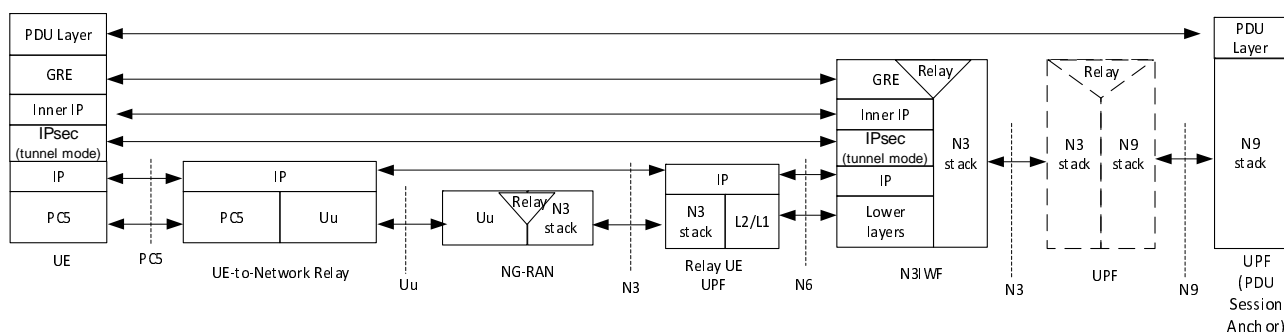 PDU Layer
GRE
Inner IP
IPsec
(tunnel mode)
IP
PC5
UE
PC5
IP
PC5
Uu
UE-to-Network Relay
Uu
Uu
Relay
N3
stack
NG-RAN
N3
IP
N3
stack
L2/L1
Relay UE
UPF
N6
GRE
Relay
Inner IP
IPsec
(tunnel mode)
IP
Lower
layers
N3
stack
N3IWF
N3
Relay
N3
stack
N9
stack
UPF
N9
PDU
Layer
N9
stack
UPF
(PDU
Session
Anchor)